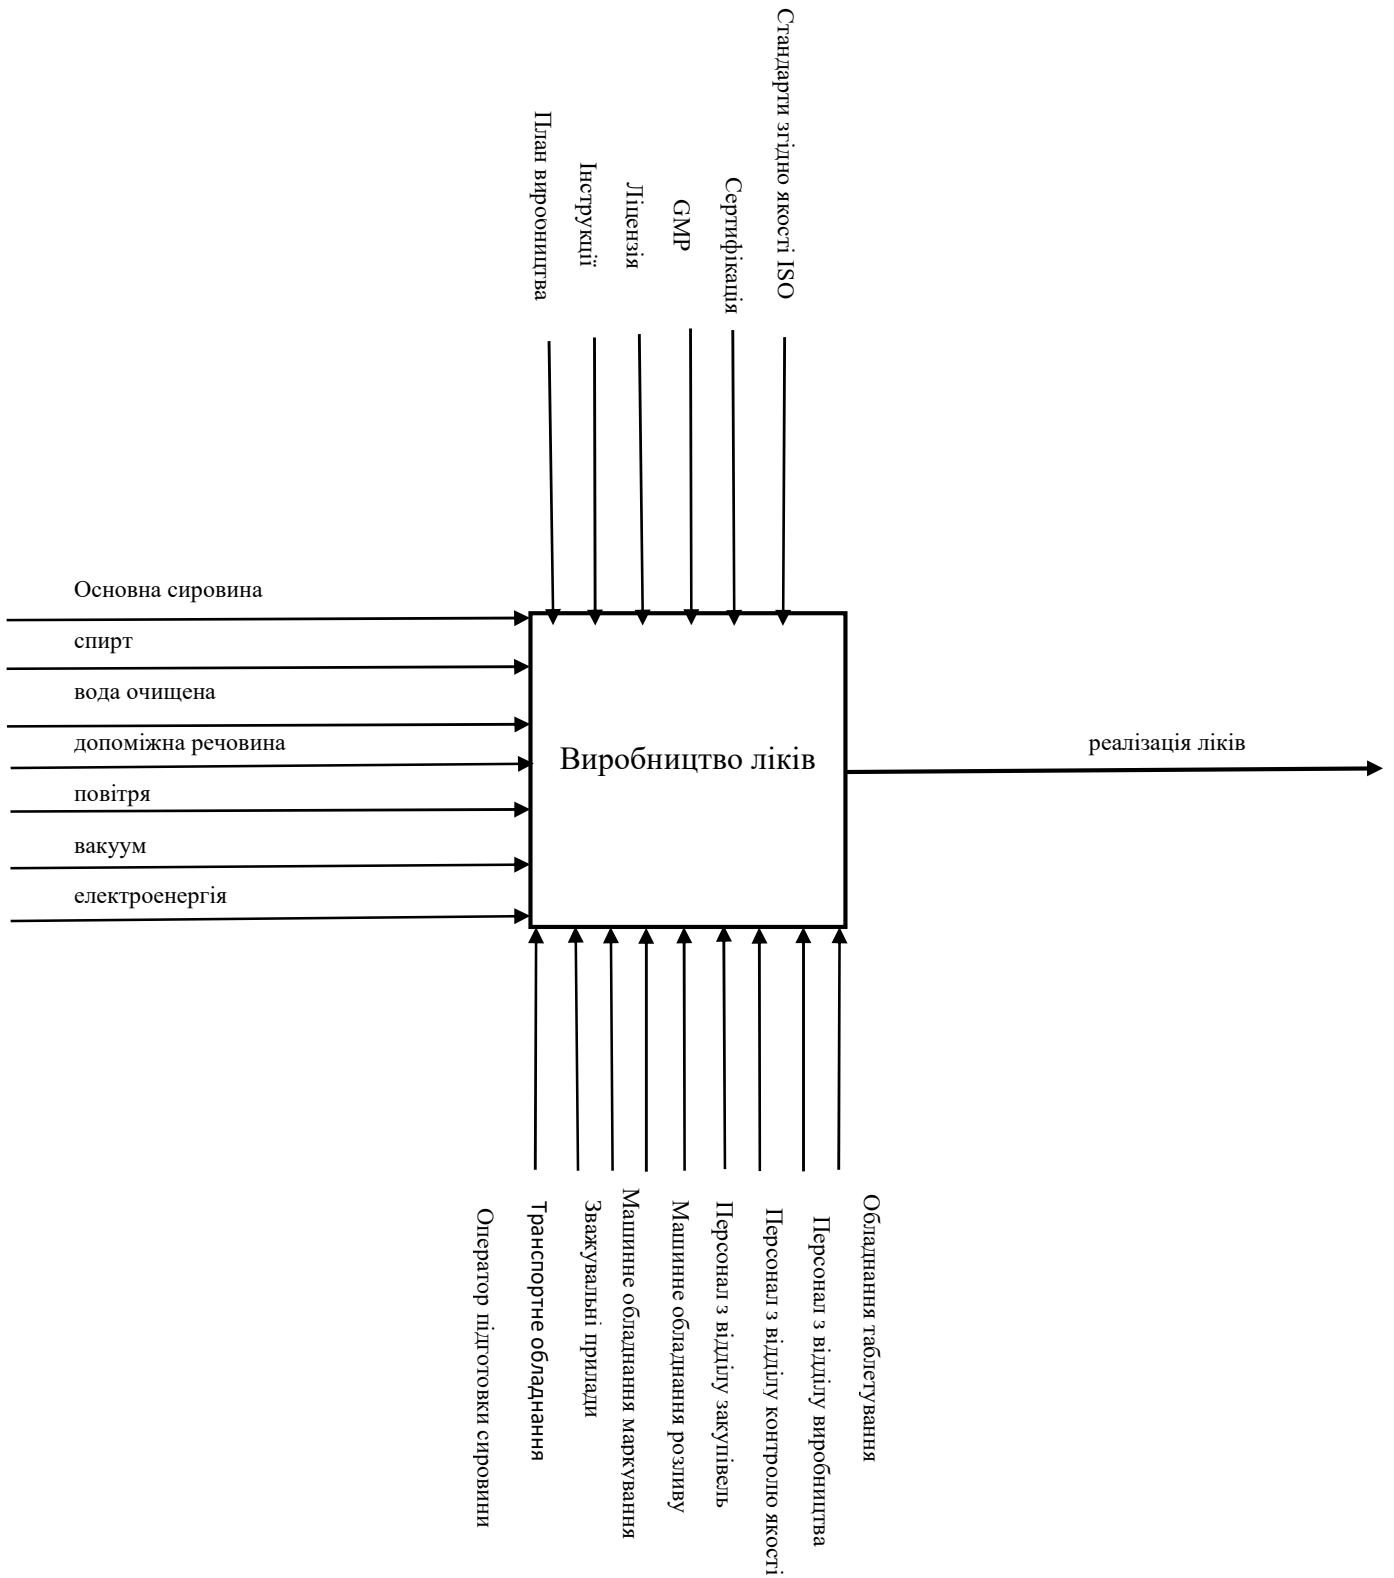 План виробництва
Інструкції
Ліцензія
GMP
Сертифікація
Стандарти згідно якості ISO
Основна сировина
спирт
вода очищена
допоміжна речовина
повітря
вакуум
електроенергія
Виробництво ліків
реалізація ліків
Оператор підготовки сировини
Транспортне обладнання
Зважувальні прилади
Машинне обладнання маркування
Машинне обладнання розливу
Персонал з відділу закупівель
Персонал з відділу контролю якості
Персонал з відділу виробництва
Обладнання таблетування